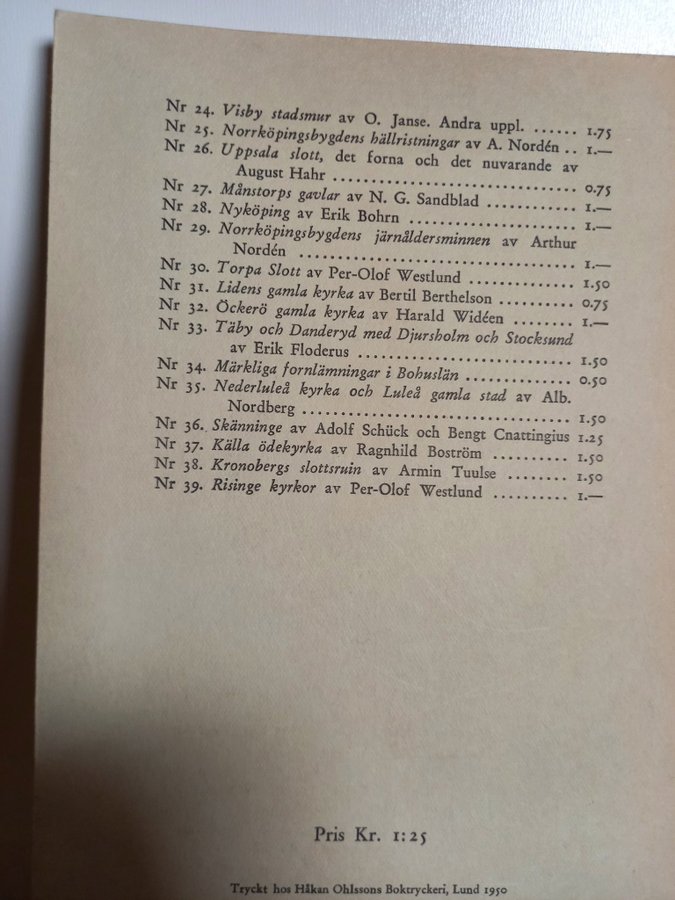 Nr 24. Visby stadsmur av O. Janse. Andra uppl. ...... 1.75
Nr 25. Norrköpingsbygdens hällristningar av A. Nordén .. 1.—
Nr 26. Uppsala slott, det forna och det nuvarande av
August Hahr .............................. 0.75
Nr 27. Månstorps gavlar av N. G. Sandblad ........... 1.—
Nr 28. Nyköping av Erik Bohrn .................... 1.—
Nr 29. Norrköpingsbygdens järnåldersminnen av Arthur
Nordén .................................. 1.—
Nr 30. Torpa Slott av Per-Olof Westlund ............ 1.50
Nr 31. Lidens gamla kyrka av Bertil Berthelson ........ 0.75
Nr 32. Öckerö gamla kyrka av Harald Widéen ........ 1.—
Nr 33. Täby och Danderyd med Djursholm och Stocksund
av Erik Floderus .......................... 1.50
Nr 34. Märkliga fornlämningar i Bohuslän ............ 0.50
Nr 35. Nederluleå kyrka och Luleå gamla stad av Alb.
Nordberg ................................ 1.50
Nr 36. Skänninge av Adolf Schück och Bengt Cnattingius 1.25
Nr 37. Källa ödekyrka av Ragnhild Boström .......... 1.50
Nr 38. Kronobergs slottsruin av Armin Tuulse ........ 1.50
Nr 39. Risinge kyrkor av Per-Olof Westlund .......... 1.—
Pris Kr. 1:25
Tryckt hos Håkan Ohlssons Boktryckeri, Lund 1950